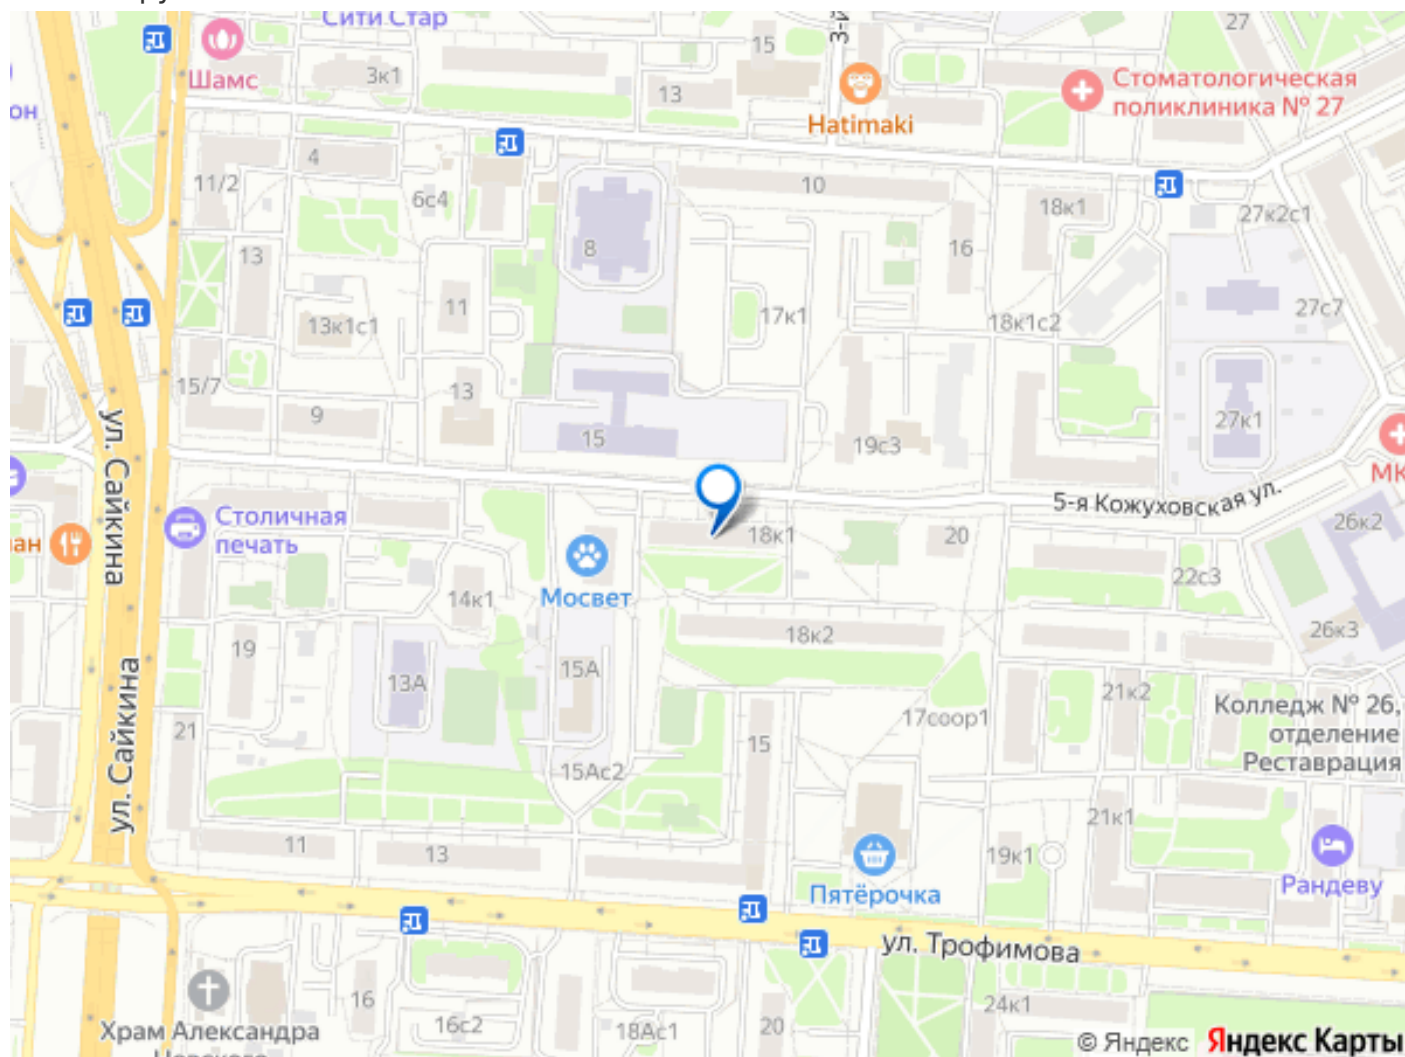 Сити Стар
27
15
Шамс
3к1
13
Hatimaki
Стоматологическая
поликлиника № 27
он
4
11/2
6с4
10
18к1
27к2с1
13
8
16
11
17к1
13к1с1
18к1с2
27с7
15/7
13
9
15
19с3
27к1
ул. Сайкина
МК
5-я Кожуховская ул.
Столичная
печать
ан
18к1
20
26к2
Мосвет
14к1
22с3
18к2
26к3
19
13А
15А
21к2
17соор1
Колледж № 26,
отделение
Реставрация
21
15
ул. Сайкина
15Ас2
21к1
11
13
19к1
Пятёрочка
Рандеву
ул. Трофимова
16
24к1
Храм Александра
Невского
16с2
18Ас1
20
© Яндекс Яндекс Карты